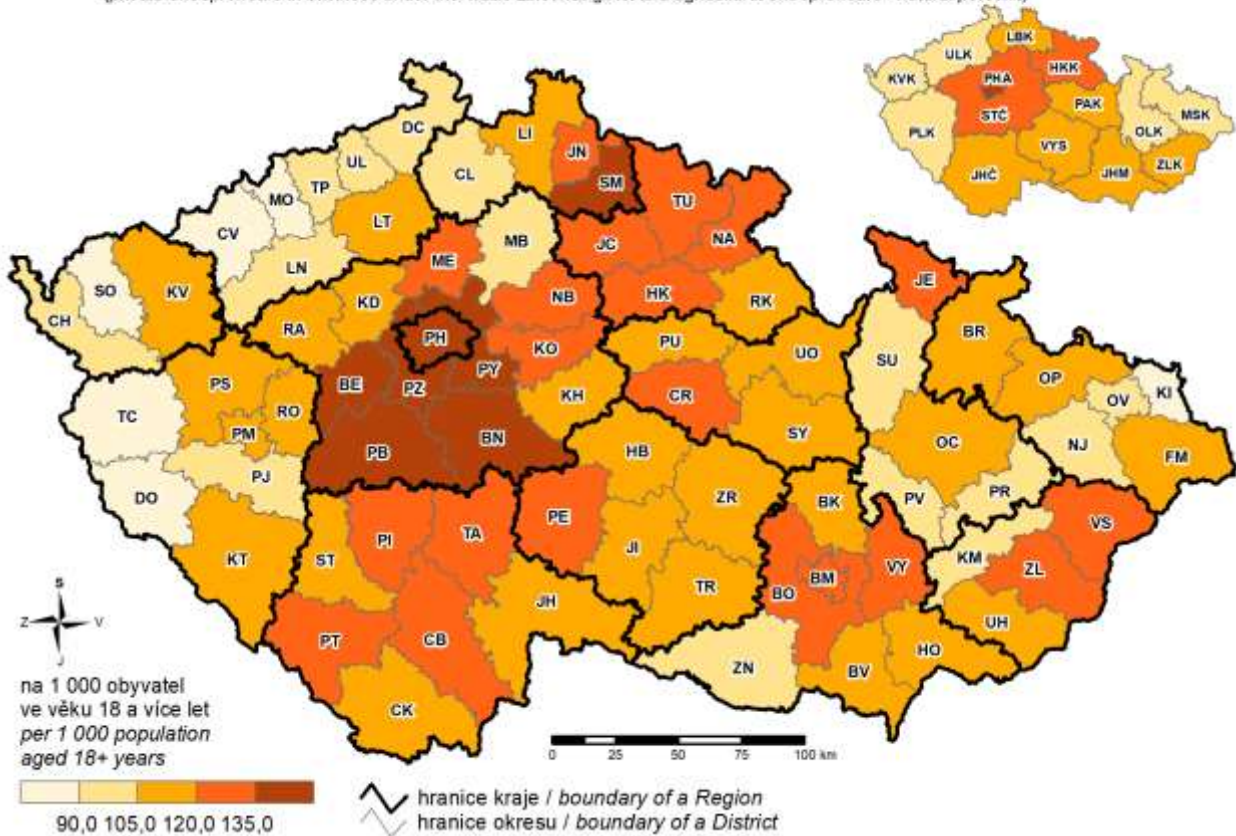 LBK
ULK
HKK
KVK
PHA
STČ
PAK
MSK
PLK
OLK
VYS
ZLK
JHČ
JHM
DC
LI
JN
UL
SM
CL
TP
MO
TU
LT
CV
MB
JC
NA
ME
LN
SO
KV
KD
NB
HK
RK
JE
CH
RA
BR
PH
KO
PU
UO
SU
OP
BE
PZ
PY
KI
PS
OV
RO
KH
CR
TC
PM
OC
NJ
FM
PB
BN
HB
SY
PJ
DO
ZR
PV
PR
BK
PE
VS
PI
TA
KM
KT
ST
JI
BM
VY
ZL
BO
TR
JH
UH
PT
CB
HO
ZN
BV
CK
S
Z V
J
na 1 000 obyvatel
ve věku 18 a více let
per 1 000 population
aged 18+ years
90,0 105,0 120,0 135,0
0 25 50 75 100 km
hranice kraje / boundary of a Region
hranice okresu / boundary of a District